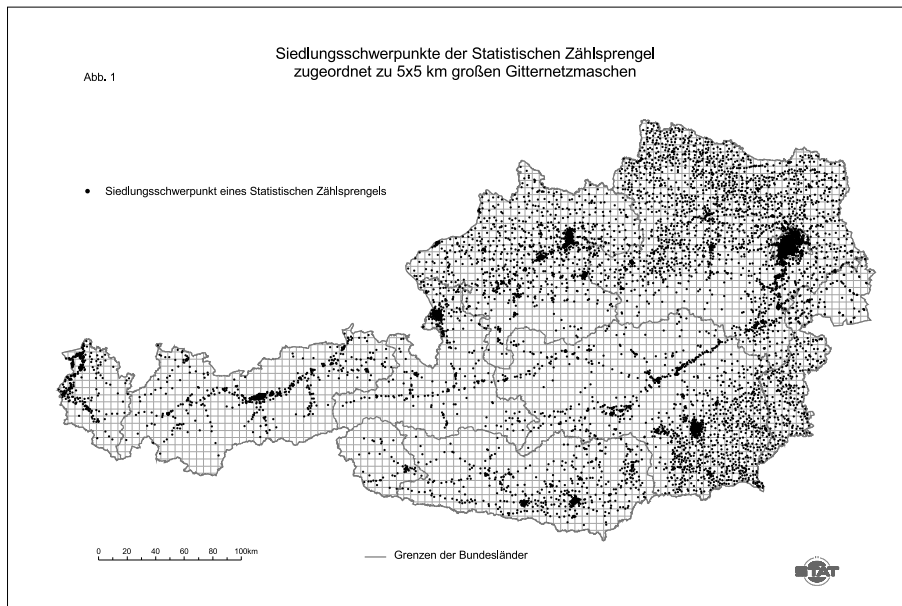 Siedlungsschwerpunkte der Statistischen Zählsprengel
zugeordnet zu 5x5 km großen Gitternetzmaschen
Abb. 1
Siedlungsschwerpunkt eines Statistischen Zählsprengels
0 20 40 60 80 100km
Grenzen der Bundesländer
STAT